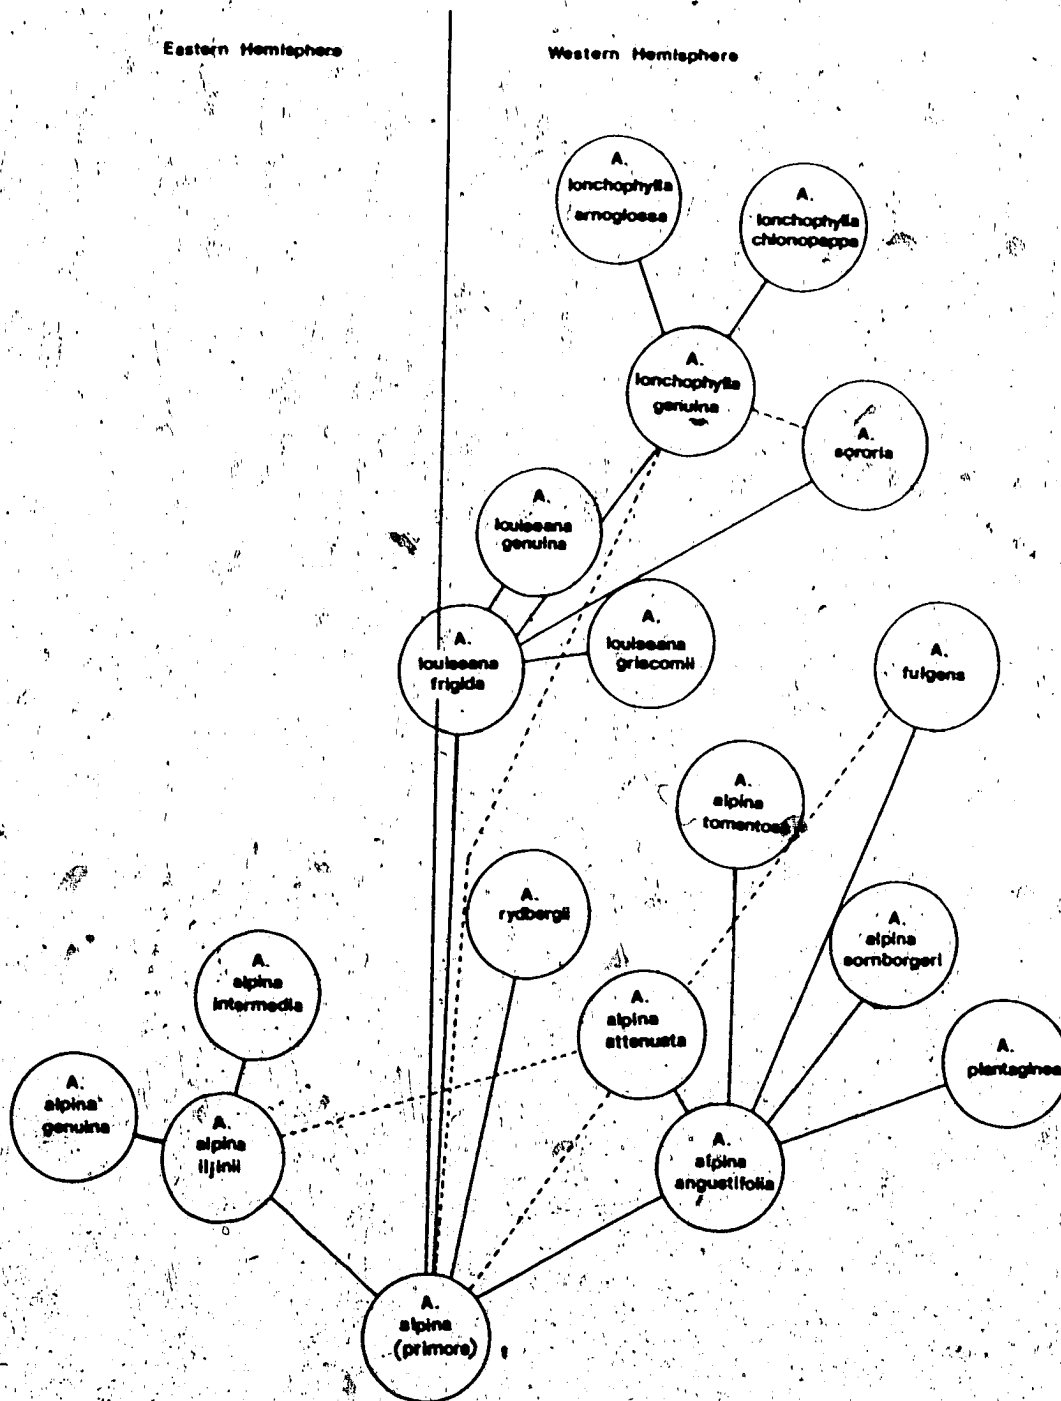 Eastern Hemisphere
Western Hemisphere
A.
lonchophylla
arnoglossa
A.
lonchophylla
chionopappa
A.
lonchophylla
genuina
A.
sororia
A.
louiseana
genuina
A.
louiseana
frigida
A.
louiseana
griscomii
A.
fulgens
A.
alpina
tomentosa
A.
rydbergii
A.
alpina
sornborgeri
A.
alpina
intermedia
A.
alpina
attenuata
A.
plantaginea
A.
alpina
genuina
A.
alpina
iljinii
A.
alpina
angustifolia
A.
alpina
(primora)